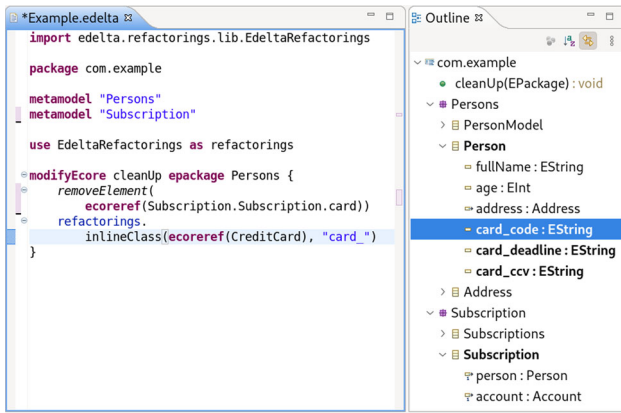 *Example.edelta
import edelta.refactorings.lib.EdeltaRefactorings
package com.example
metamodel "Persons"
metamodel "Subscription"
use EdeltaRefactorings as refactorings
modifyEcore cleanUp epackage Persons {
removeElement(
ecoreref(Subscription.Subscription.card))
refactorings.
inlineClass(ecoreref(CreditCard), "card_")
}
Outline
com.example
cleanUp(EPackage) : void
Persons
PersonModel
Person
fullName : EString
age : EInt
address : Address
card_code : EString
card_deadline : EString
card_ccv : EString
Address
Subscription
Subscriptions
Subscription
person : Person
account : Account